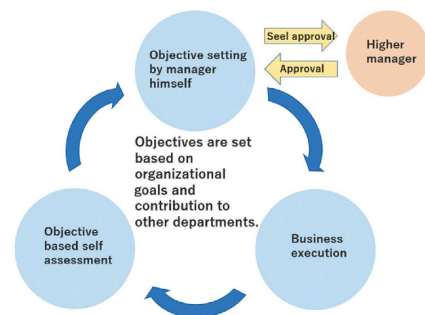 Seel approval
Higher
manager
Approval
Objective setting
by manager
himself
Objectives are set
based on
organizational
goals and
contribution to
other departments.
Objective
based self
assessment
Business
execution